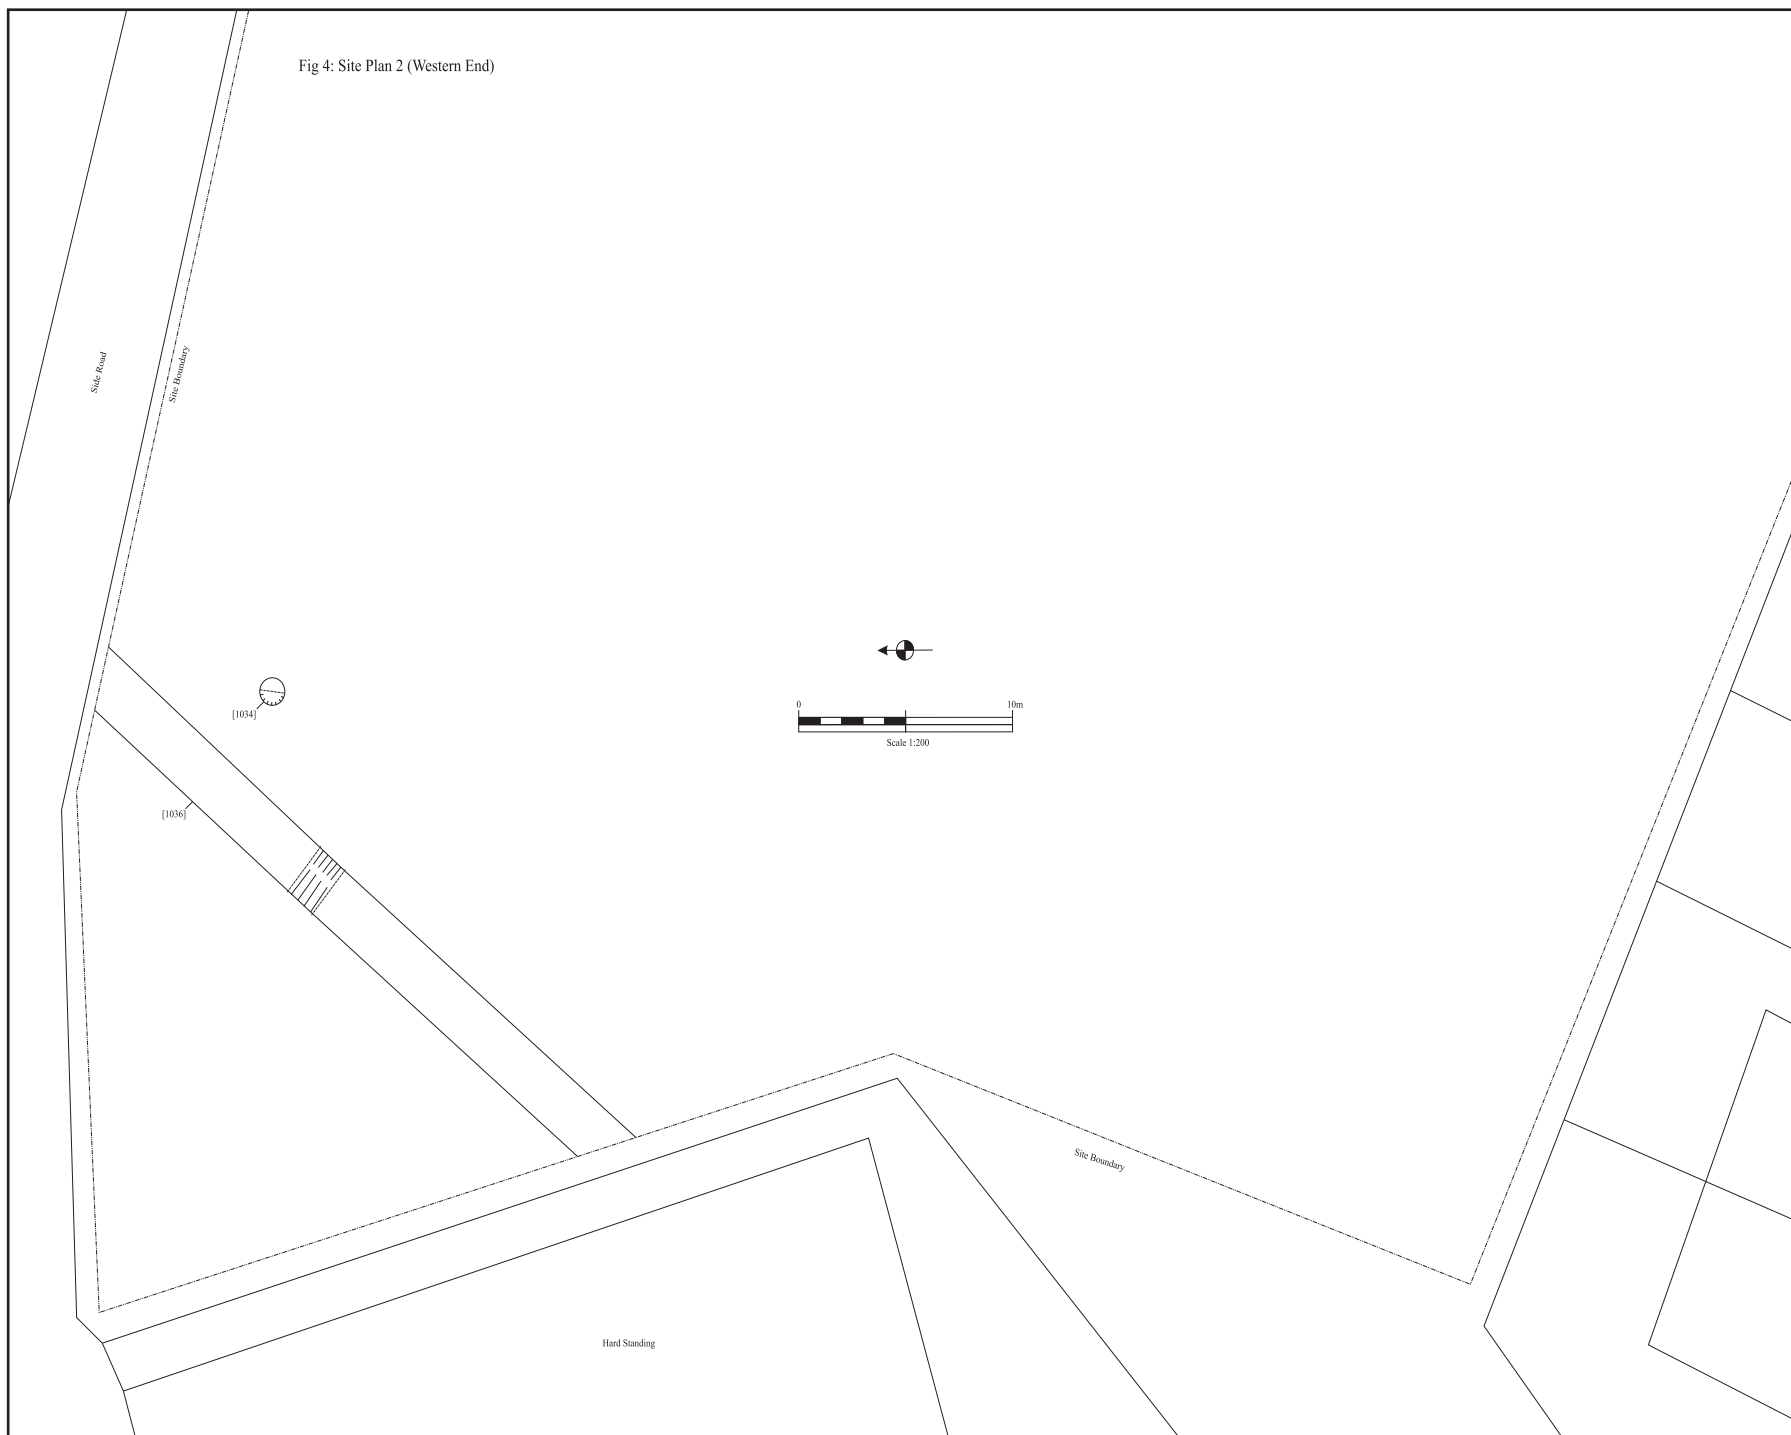 Fig 4: Site Plan 2 (Western End)
Side Road
Site Boundary
[1034]
0 10m
Scale 1:200
[1036]
Site Boundary
Hard Standing